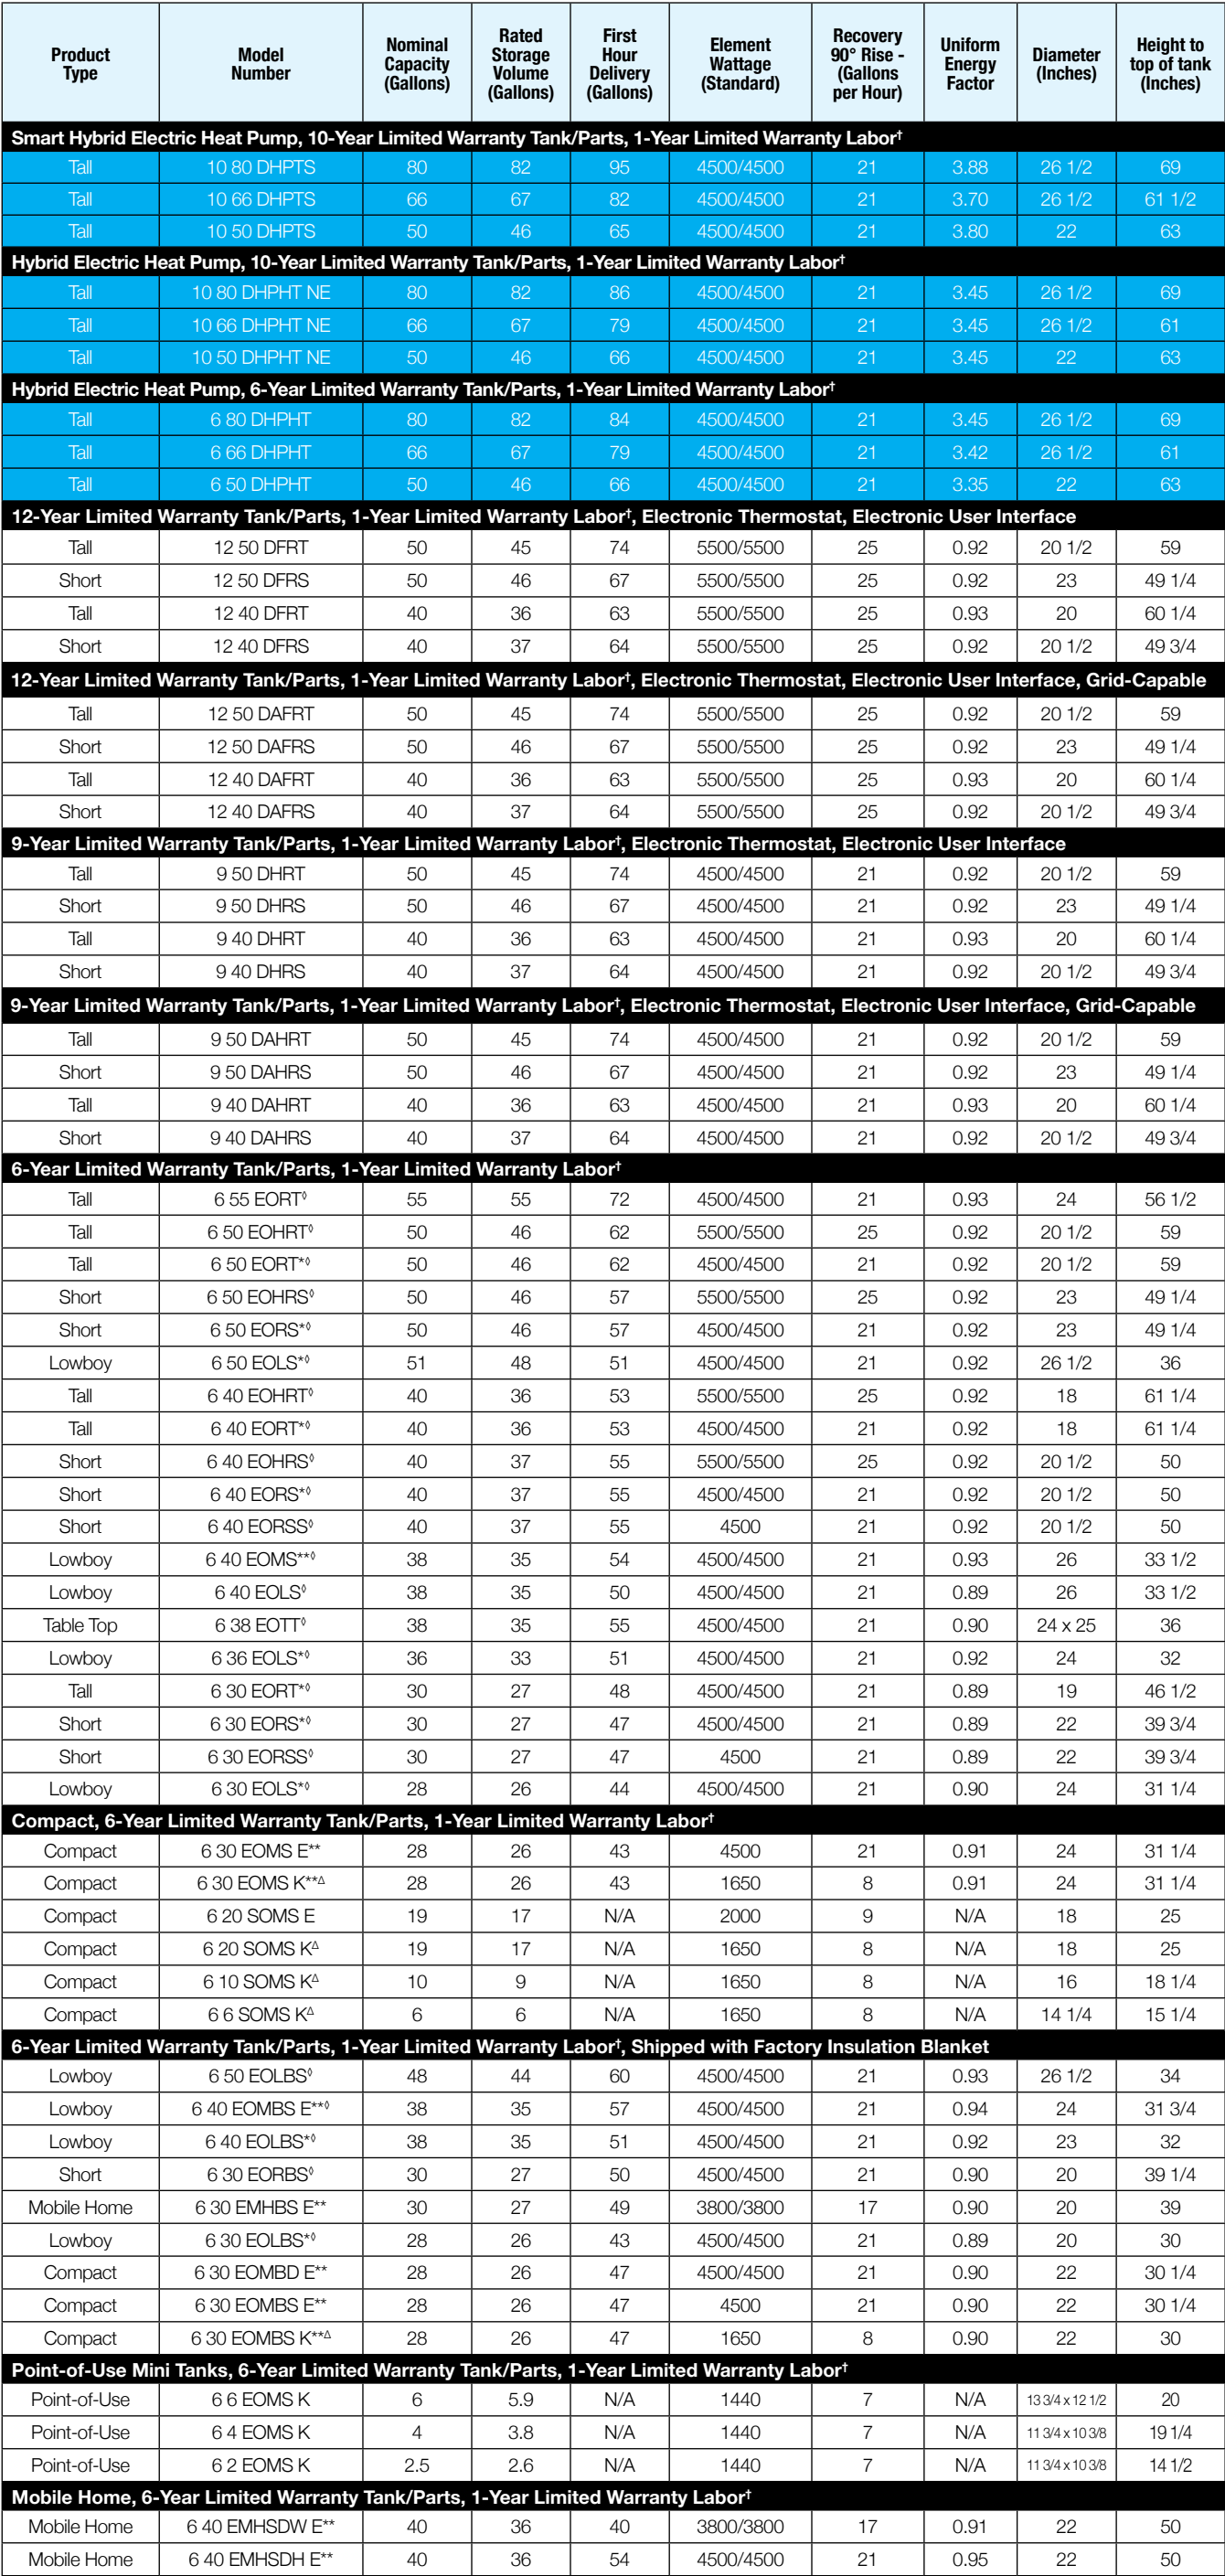 Product Type | Model Number | Nominal Capacity (Gallons) | Rated Storage Volume (Gallons) | First Hour Delivery (Gallons) | Element Wattage (Standard) | Recovery 90° Rise - (Gallons per Hour) | Uniform Energy Factor | Diameter (Inches) | Height to top of tank (Inches)
Smart Hybrid Electric Heat Pump, 10-Year Limited Warranty Tank/Parts, 1-Year Limited Warranty Labor†
Tall 10 80 DHPTS 80 82 95 4500/4500 21 3.88 26 1/2 69
Tall 10 66 DHPTS 66 67 82 4500/4500 21 3.70 26 1/2 61 1/2
Tall 10 50 DHPTS 50 46 65 4500/4500 21 3.80 22 63
Hybrid Electric Heat Pump, 10-Year Limited Warranty Tank/Parts, 1-Year Limited Warranty Labor†
Tall 10 80 DHPHT NE 80 82 86 4500/4500 21 3.45 26 1/2 69
Tall 10 66 DHPHT NE 66 67 79 4500/4500 21 3.45 26 1/2 61
Tall 10 50 DHPHT NE 50 46 66 4500/4500 21 3.45 22 63
Hybrid Electric Heat Pump, 6-Year Limited Warranty Tank/Parts, 1-Year Limited Warranty Labor†
Tall 6 80 DHPHT 80 82 84 4500/4500 21 3.45 26 1/2 69
Tall 6 66 DHPHT 66 67 79 4500/4500 21 3.42 26 1/2 61
Tall 6 50 DHPHT 50 46 66 4500/4500 21 3.35 22 63
12-Year Limited Warranty Tank/Parts, 1-Year Limited Warranty Labor†, Electronic Thermostat, Electronic User Interface
Tall 12 50 DFRT 50 45 74 5500/5500 25 0.92 20 1/2 59
Short 12 50 DFRS 50 46 67 5500/5500 25 0.92 23 49 1/4
Tall 12 40 DFRT 40 36 63 5500/5500 25 0.93 20 60 1/4
Short 12 40 DFRS 40 37 64 5500/5500 25 0.92 20 1/2 49 3/4
12-Year Limited Warranty Tank/Parts, 1-Year Limited Warranty Labor†, Electronic Thermostat, Electronic User Interface, Grid-Capable
Tall 12 50 DAFRT 50 45 74 5500/5500 25 0.92 20 1/2 59
Short 12 50 DAFRS 50 46 67 5500/5500 25 0.92 23 49 1/4
Tall 12 40 DAFRT 40 36 63 5500/5500 25 0.93 20 60 1/4
Short 12 40 DAFRS 40 37 64 5500/5500 25 0.92 20 1/2 49 3/4
9-Year Limited Warranty Tank/Parts, 1-Year Limited Warranty Labor†, Electronic Thermostat, Electronic User Interface
Tall 9 50 DHRT 50 45 74 4500/4500 21 0.92 20 1/2 59
Short 9 50 DHRS 50 46 67 4500/4500 21 0.92 23 49 1/4
Tall 9 40 DHRT 40 36 63 4500/4500 21 0.93 20 60 1/4
Short 9 40 DHRS 40 37 64 4500/4500 21 0.92 20 1/2 49 3/4
9-Year Limited Warranty Tank/Parts, 1-Year Limited Warranty Labor†, Electronic Thermostat, Electronic User Interface, Grid-Capable
Tall 9 50 DAHRT 50 45 74 4500/4500 21 0.92 20 1/2 59
Short 9 50 DAHRS 50 46 67 4500/4500 21 0.92 23 49 1/4
Tall 9 40 DAHRT 40 36 63 4500/4500 21 0.93 20 60 1/4
Short 9 40 DAHRS 40 37 64 4500/4500 21 0.92 20 1/2 49 3/4
6-Year Limited Warranty Tank/Parts, 1-Year Limited Warranty Labor†
Tall 6 55 EORT◊ 55 55 72 4500/4500 21 0.93 24 56 1/2
Tall 6 50 EOHRT◊ 50 46 62 5500/5500 25 0.92 20 1/2 59
Tall 6 50 EORT*◊ 50 46 62 4500/4500 21 0.92 20 1/2 59
Short 6 50 EOHRS◊ 50 46 57 5500/5500 25 0.92 23 49 1/4
Short 6 50 EORS*◊ 50 46 57 4500/4500 21 0.92 23 49 1/4
Lowboy 6 50 EOLS*◊ 51 48 51 4500/4500 21 0.92 26 1/2 36
Tall 6 40 EOHRT◊ 40 36 53 5500/5500 25 0.92 18 61 1/4
Tall 6 40 EORT*◊ 40 36 53 4500/4500 21 0.92 18 61 1/4
Short 6 40 EOHRS◊ 40 37 55 5500/5500 25 0.92 20 1/2 50
Short 6 40 EORS*◊ 40 37 55 4500/4500 21 0.92 20 1/2 50
Short 6 40 EORSS◊ 40 37 55 4500 21 0.92 20 1/2 50
Lowboy 6 40 EOMS**◊ 38 35 54 4500/4500 21 0.93 26 33 1/2
Lowboy 6 40 EOLS◊ 38 35 50 4500/4500 21 0.89 26 33 1/2
Table Top 6 38 EOTT◊ 38 35 55 4500/4500 21 0.90 24 x 25 36
Lowboy 6 36 EOLS*◊ 36 33 51 4500/4500 21 0.92 24 32
Tall 6 30 EORT*◊ 30 27 48 4500/4500 21 0.89 19 46 1/2
Short 6 30 EORS*◊ 30 27 47 4500/4500 21 0.89 22 39 3/4
Short 6 30 EORSS◊ 30 27 47 4500 21 0.89 22 39 3/4
Lowboy 6 30 EOLS*◊ 28 26 44 4500/4500 21 0.90 24 31 1/4
Compact, 6-Year Limited Warranty Tank/Parts, 1-Year Limited Warranty Labor†
Compact 6 30 EOMS E** 28 26 43 4500 21 0.91 24 31 1/4
Compact 6 30 EOMS K**Δ 28 26 43 1650 8 0.91 24 31 1/4
Compact 6 20 SOMS E 19 17 N/A 2000 9 N/A 18 25
Compact 6 20 SOMS KΔ 19 17 N/A 1650 8 N/A 18 25
Compact 6 10 SOMS KΔ 10 9 N/A 1650 8 N/A 16 18 1/4
Compact 6 6 SOMS KΔ 6 6 N/A 1650 8 N/A 14 1/4 15 1/4
6-Year Limited Warranty Tank/Parts, 1-Year Limited Warranty Labor†, Shipped with Factory Insulation Blanket
Lowboy 6 50 EOLBS◊ 48 44 60 4500/4500 21 0.93 26 1/2 34
Lowboy 6 40 EOMBS E**◊ 38 35 57 4500/4500 21 0.94 24 31 3/4
Lowboy 6 40 EOLBS*◊ 38 35 51 4500/4500 21 0.92 23 32
Short 6 30 EORBS◊ 30 27 50 4500/4500 21 0.90 20 39 1/4
Mobile Home 6 30 EMHBS E** 30 27 49 3800/3800 17 0.90 20 39
Lowboy 6 30 EOLBS*◊ 28 26 43 4500/4500 21 0.89 20 30
Compact 6 30 EOMBD E** 28 26 47 4500/4500 21 0.90 22 30 1/4
Compact 6 30 EOMBS E** 28 26 47 4500 21 0.90 22 30 1/4
Compact 6 30 EOMBS K**Δ 28 26 47 1650 8 0.90 22 30
Point-of-Use Mini Tanks, 6-Year Limited Warranty Tank/Parts, 1-Year Limited Warranty Labor†
Point-of-Use 6 6 EOMS K 6 5.9 N/A 1440 7 N/A 13 3/4 x 12 1/2 20
Point-of-Use 6 4 EOMS K 4 3.8 N/A 1440 7 N/A 11 3/4 x 10 3/8 19 1/4
Point-of-Use 6 2 EOMS K 2.5 2.6 N/A 1440 7 N/A 11 3/4 x 10 3/8 14 1/2
Mobile Home, 6-Year Limited Warranty Tank/Parts, 1-Year Limited Warranty Labor†
Mobile Home 6 40 EMHSDW E** 40 36 40 3800/3800 17 0.91 22 50
Mobile Home 6 40 EMHSDH E** 40 36 54 4500/4500 21 0.95 22 50